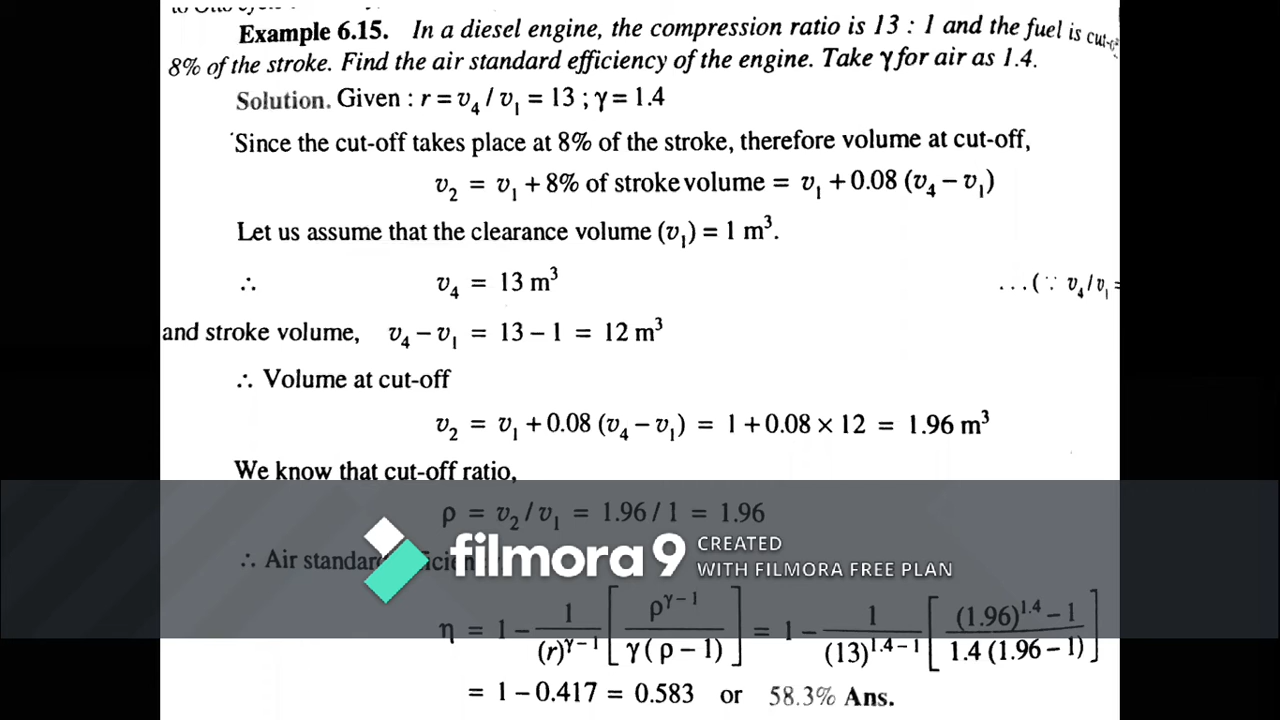 to Otto cycle
Example 6.15. In a diesel engine, the compression ratio is 13 : 1 and the fuel is cut-
8% of the stroke. Find the air standard efficiency of the engine. Take γ for air as 1.4.
Solution. Given : r = v₄ / v₁ = 13 ; γ = 1.4
Since the cut-off takes place at 8% of the stroke, therefore volume at cut-off,
v₂ = v₁ + 8% of stroke volume = v₁ + 0.08 (v₄ – v₁)
Let us assume that the clearance volume (v₁) = 1 m³.
∴ v₄ = 13 m³ ...(∵ v₄/v₁ =
and stroke volume, v₄ – v₁ = 13 – 1 = 12 m³
∴ Volume at cut-off
v₂ = v₁ + 0.08 (v₄ – v₁) = 1 + 0.08 × 12 = 1.96 m³
We know that cut-off ratio,
ρ = v₂ / v₁ = 1.96 / 1 = 1.96
filmora 9 CREATED
WITH FILMORA FREE PLAN
∴ Air standard
η = 1 – 1/(r)^γ–1 [ρ^γ–1 / γ(ρ – 1)] = 1 – 1/(13)^1.4–1 [(1.96)^1.4 – 1 / 1.4 (1.96 – 1)]
= 1 – 0.417 = 0.583 or 58.3% Ans.